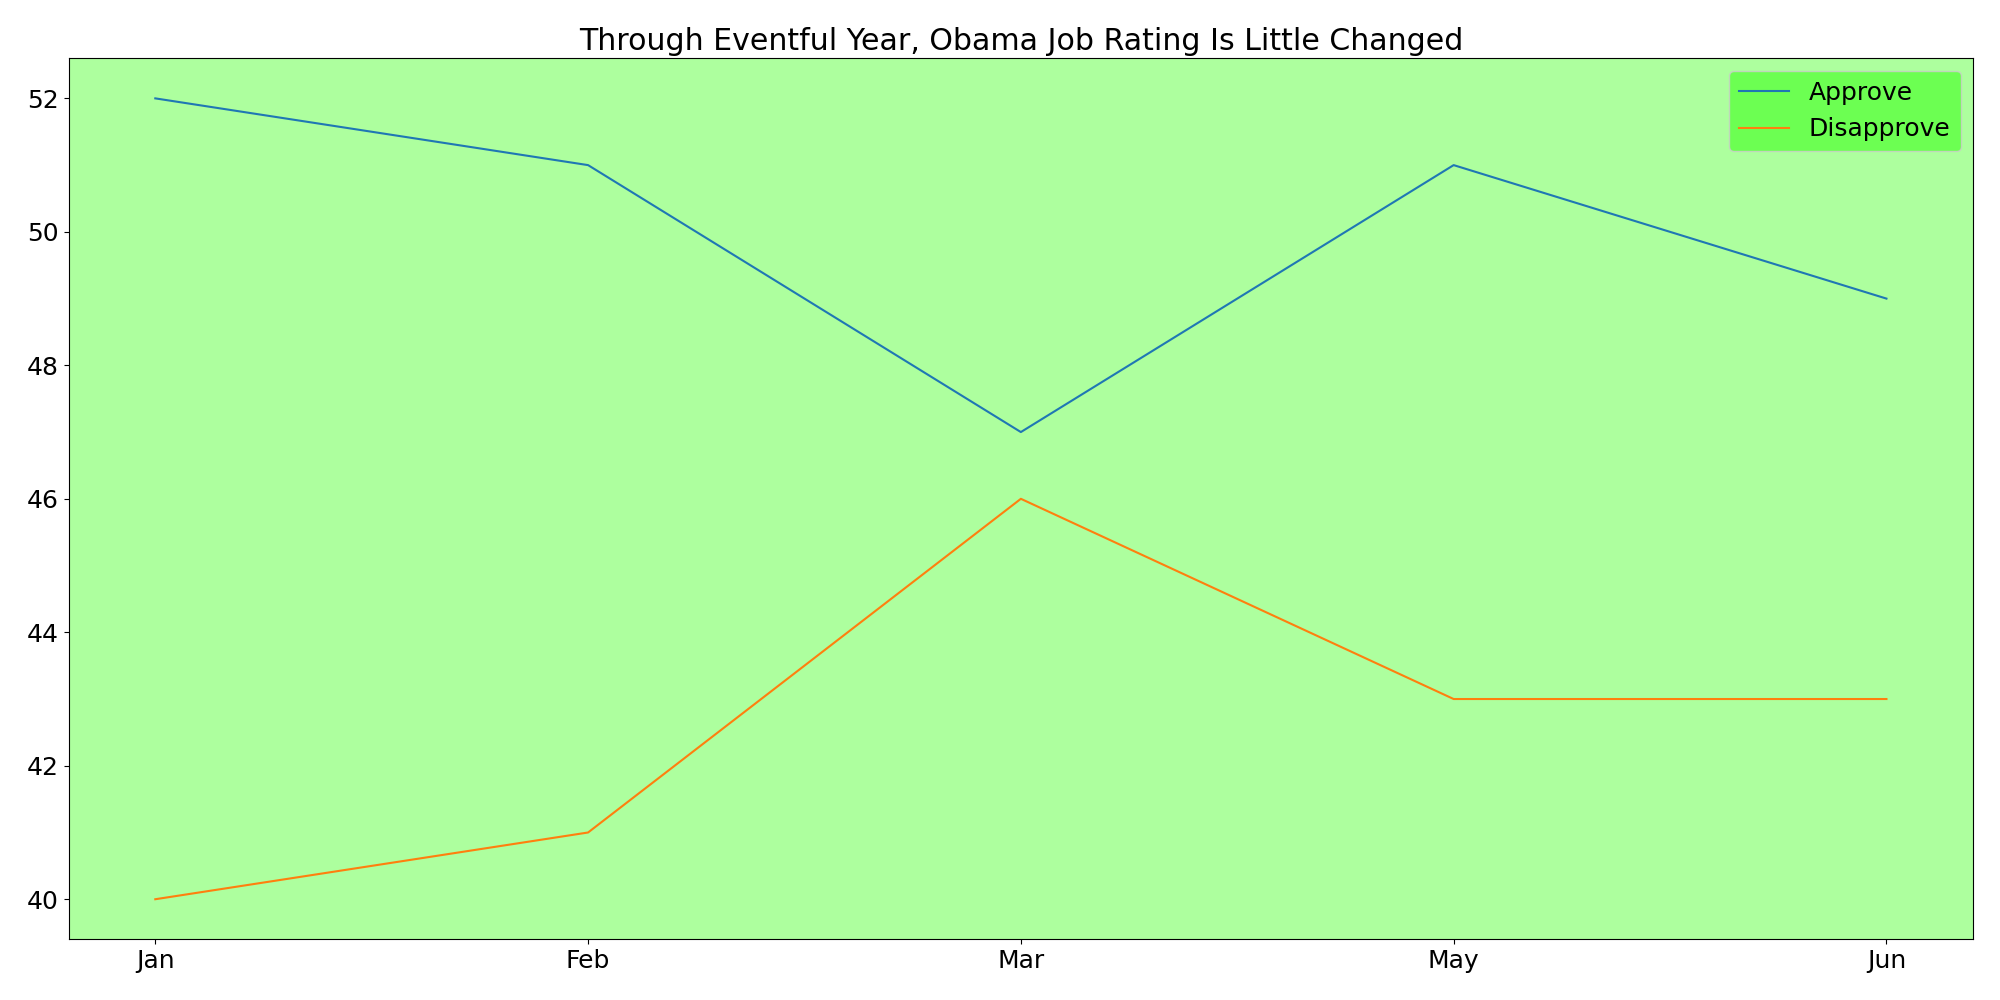 Through Eventful Year, Obama Job Rating Is Little Changed
Approve
Disapprove
52
50
48
46
44
42
40
Jan Feb Mar May Jun